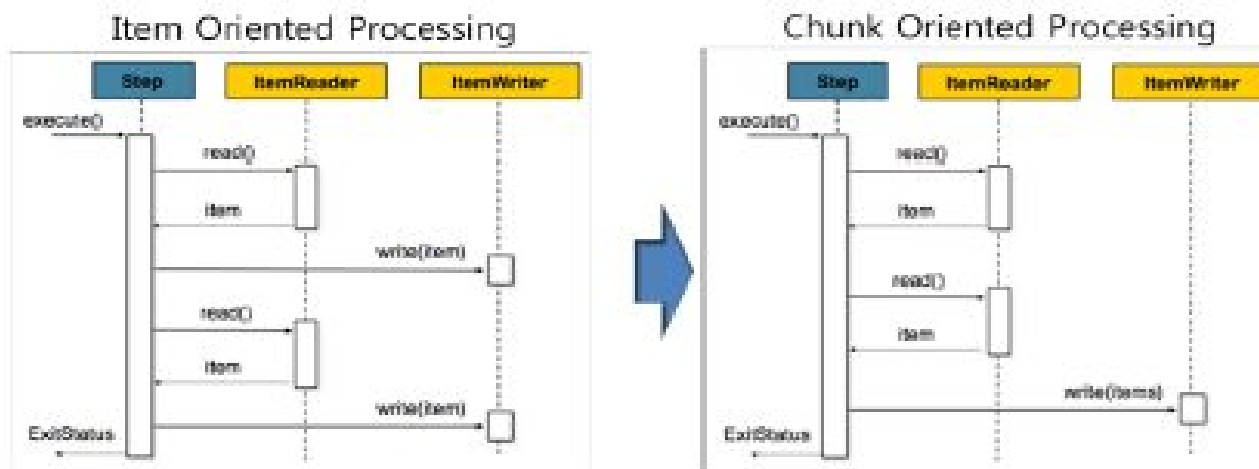 Item Oriented Processing
Step ItemReader ItemWriter
execute()
read()
item
write(item)
read()
item
write(item)
ExitStatus
Chunk Oriented Processing
Step ItemReader ItemWriter
execute()
read()
item
read()
item
write(items)
ExitStatus